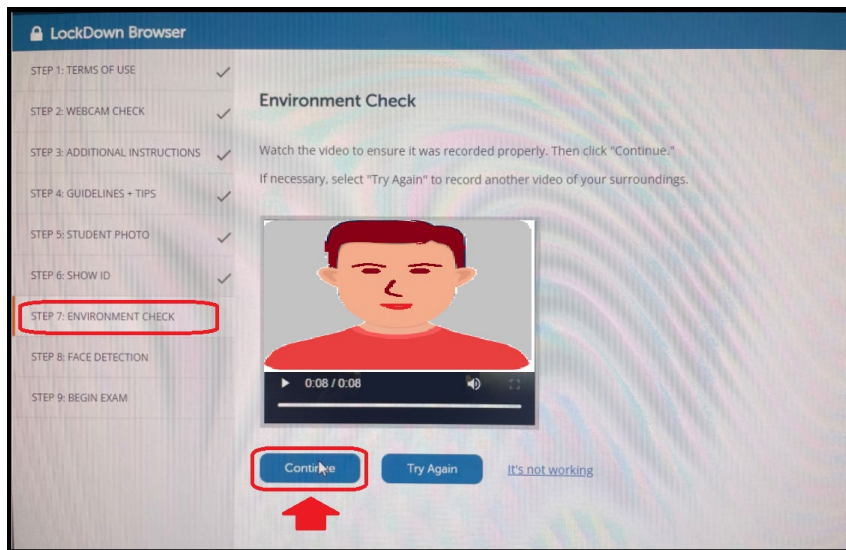 LockDown Browser
STEP 1: TERMS OF USE
STEP 2: WEBCAM CHECK
STEP 3: ADDITIONAL INSTRUCTIONS
STEP 4: GUIDELINES + TIPS
STEP 5: STUDENT PHOTO
STEP 6: SHOW ID
STEP 7: ENVIRONMENT CHECK
STEP 8: FACE DETECTION
STEP 9: BEGIN EXAM
Environment Check
Watch the video to ensure it was recorded properly. Then click "Continue."
If necessary, select "Try Again" to record another video of your surroundings.
0:08 / 0:08
Continue
Try Again
It's not working